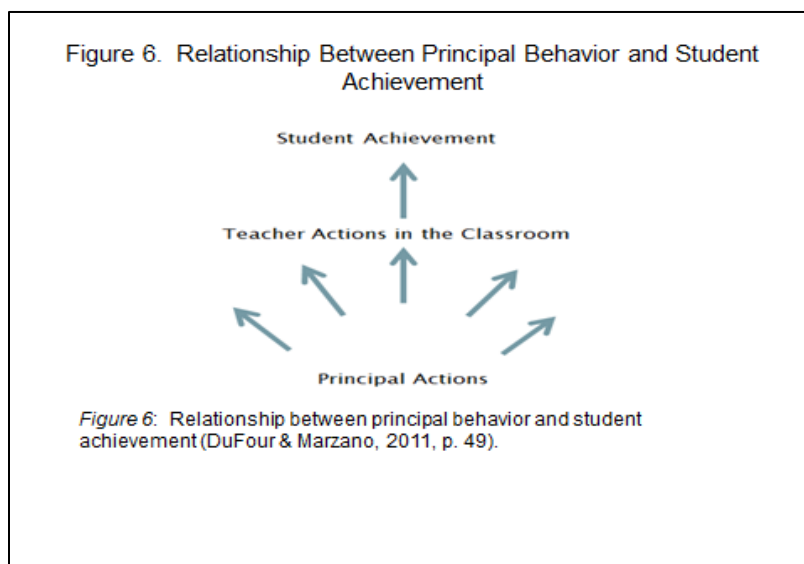 Figure 6. Relationship Between Principal Behavior and Student
Achievement
Student Achievement
Teacher Actions in the Classroom
Principal Actions
Figure 6: Relationship between principal behavior and student
achievement (DuFour & Marzano, 2011, p. 49).